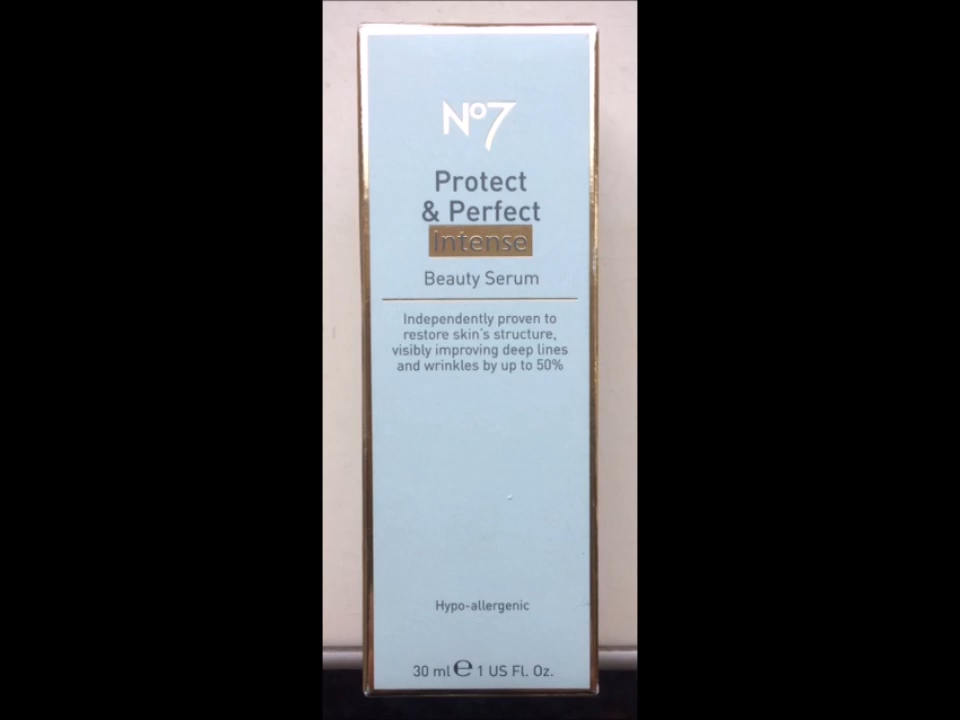 No7
Protect
& Perfect
Intense
Beauty Serum
Independently proven to
restore skin's structure,
visibly improving deep lines
and wrinkles by up to 50%
Hypo-allergenic
30 ml ℮ 1 US Fl. Oz.